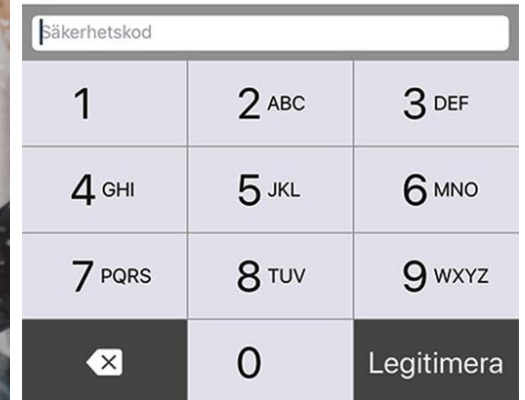 Säkerhetskod
1 2 ABC 3 DEF
4 GHI 5 JKL 6 MNO
7 PQRS 8 TUV 9 WXYZ
0 Legitimera